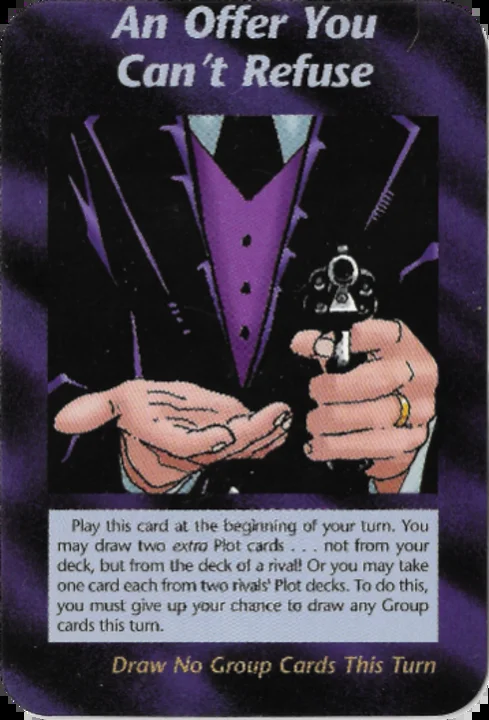 An Offer You
Can't Refuse
Play this card at the beginning of your turn. You
may draw two extra Plot cards . . . not from your
deck, but from the deck of a rival! Or you may take
one card each from two rivals' Plot decks. To do this,
you must give up your chance to draw any Group
cards this turn.
Draw No Group Cards This Turn